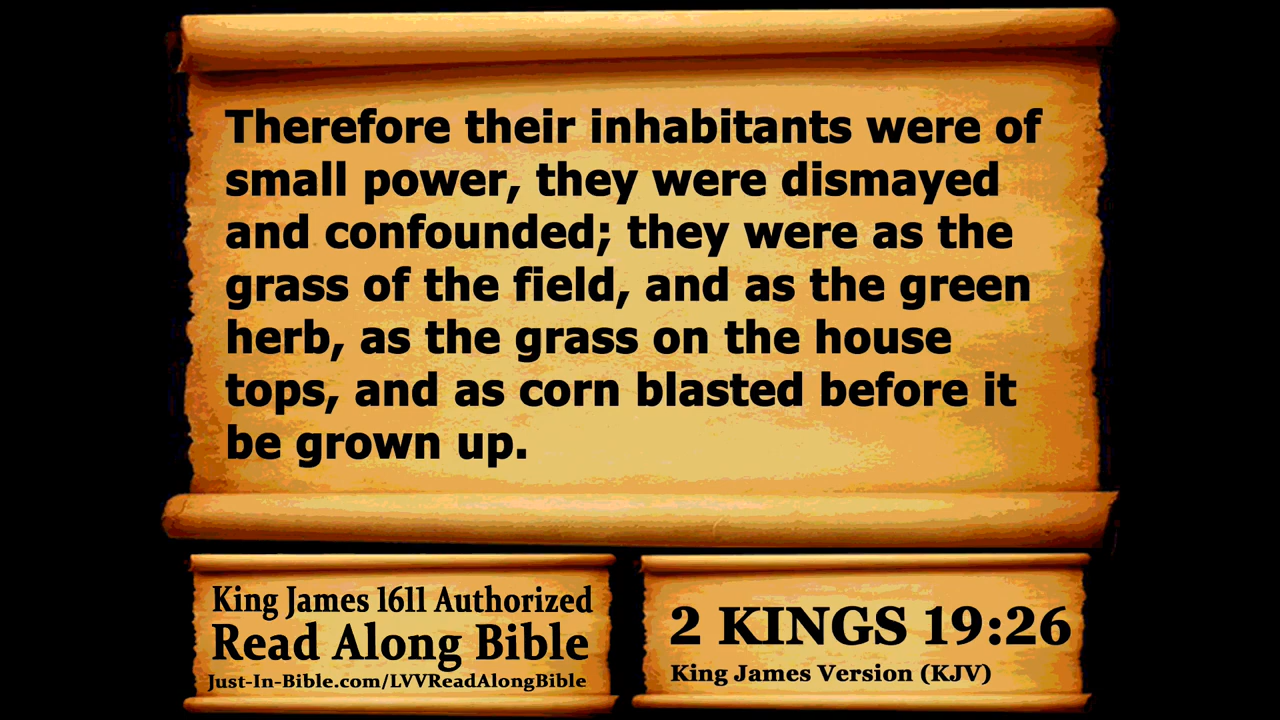 Therefore their inhabitants were of
small power, they were dismayed
and confounded; they were as the
grass of the field, and as the green
herb, as the grass on the house
tops, and as corn blasted before it
be grown up.
King James 1611 Authorized
Read Along Bible
Just-In-Bible.com/LVVReadAlongBible
2 KINGS 19:26
King James Version (KJV)